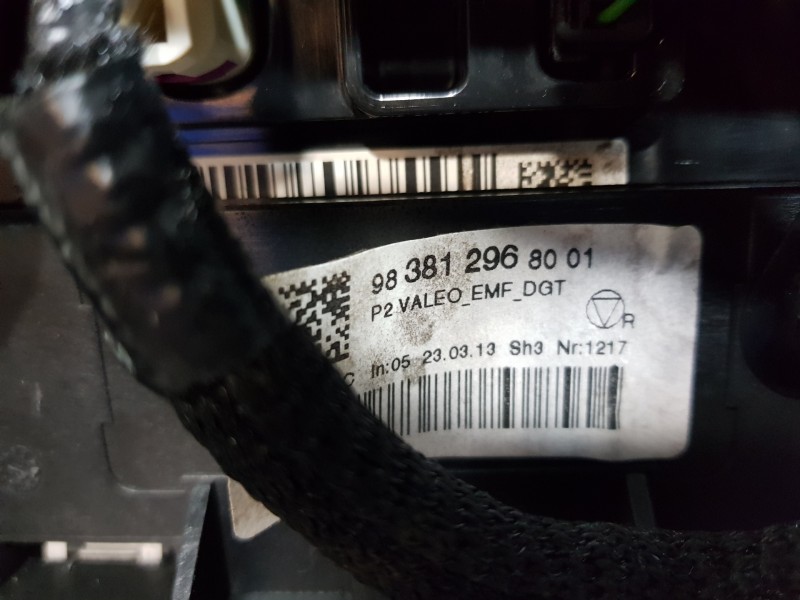 98 381 296 80 01
P2 VALEO_EMF_DGT
R
C In:05 23.03.13 Sh3 Nr:1217